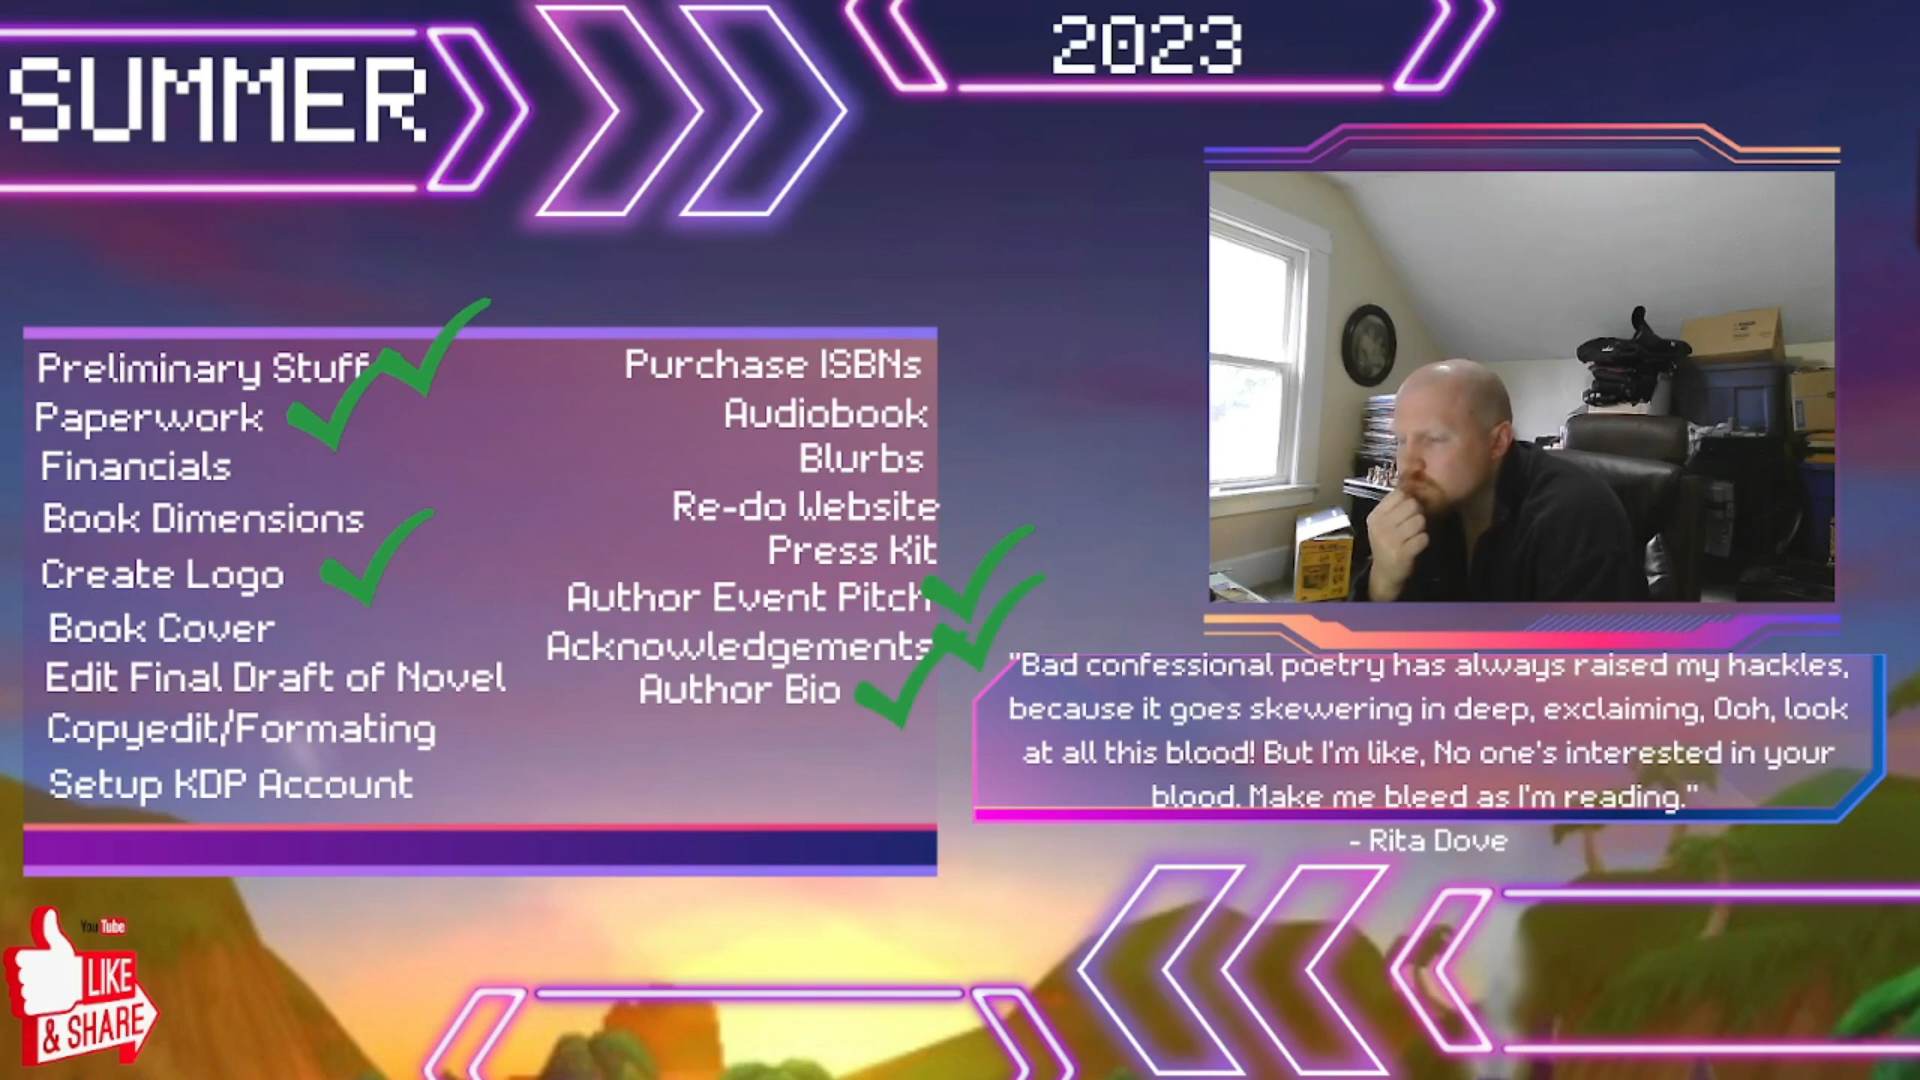 SUMMER
2023
Preliminary Stuff
Paperwork
Financials
Book Dimensions
Create Logo
Book Cover
Edit Final Draft of Novel
Copyedit/Formating
Setup KDP Account
Purchase ISBNs
Audiobook
Blurbs
Re-do Website
Press Kit
Author Event Pitch
Acknowledgements
Author Bio
"Bad confessional poetry has always raised my hackles,
because it goes skewering in deep, exclaiming, Ooh, look
at all this blood! But I'm like, No one's interested in your
blood. Make me bleed as I'm reading."
- Rita Dove
YouTube
LIKE
& SHARE